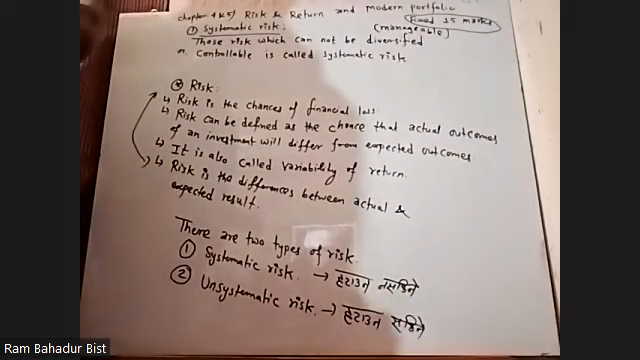 chapter 4 & 5) Risk & Return and modern portfolio
Fixed 15 marks
① Systematic risk: (manageable)
Those risk which can not be diversified
or controllable is called systematic risk
* Risk:
↳ Risk is the chances of financial loss.
↳ Risk can be defined as the chance that actual outcomes
of an investment will differ from expected outcomes.
↳ It is also called variability of return.
↳ Risk is the differences between actual &
expected result.
There are two types of risk.
① Systematic risk. → हटाउन नसकिने
② Unsystematic risk. → हटाउन सकिने
Ram Bahadur Bist